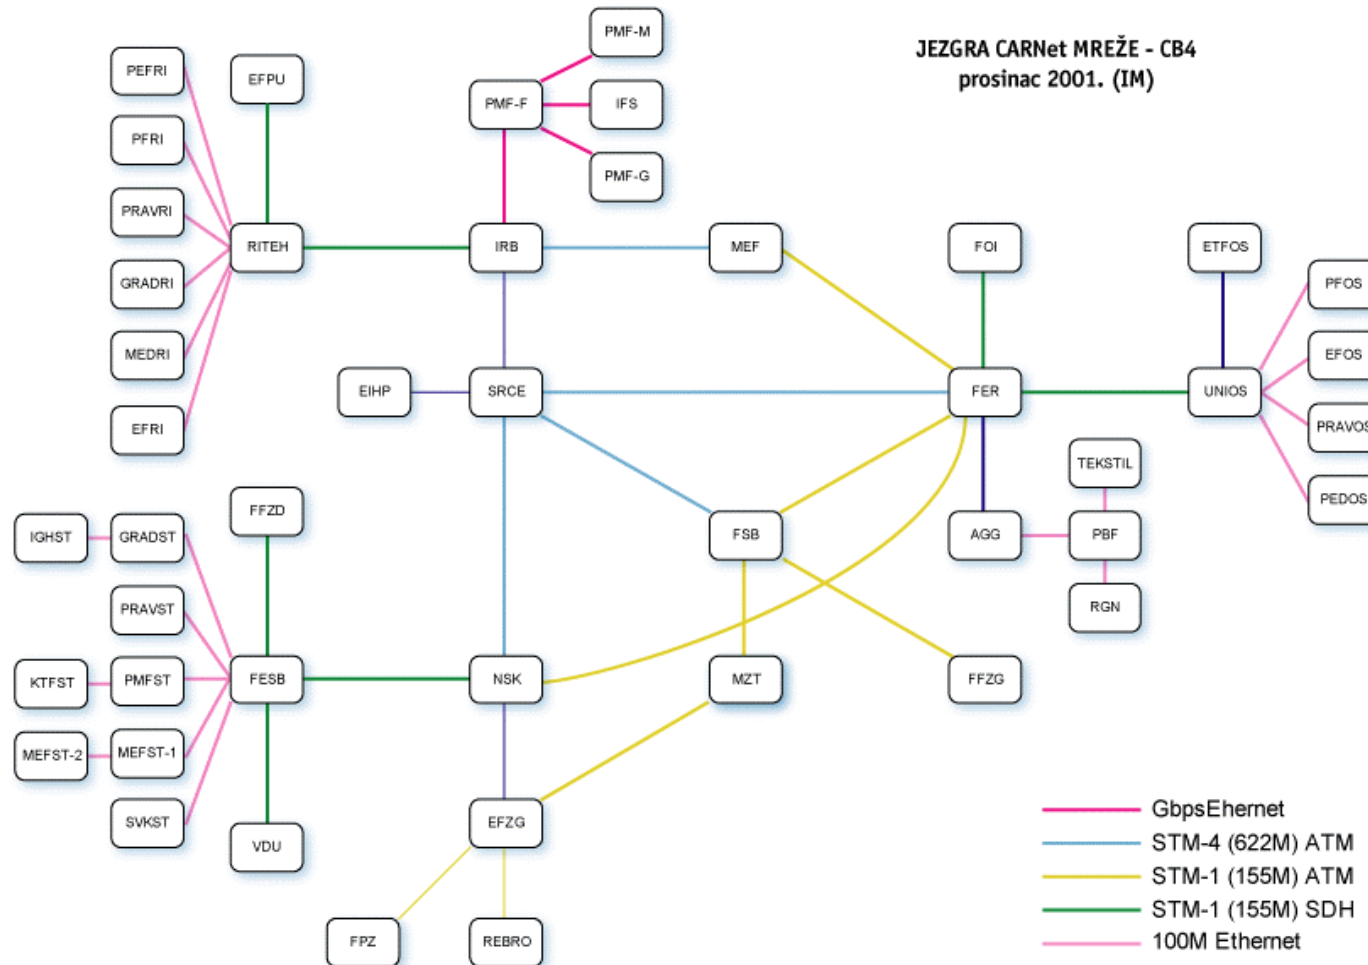 JEZGRA CARNet MREŽE - CB4
prosinac 2001. (IM)
PMF-M
PEFRI
EFPU
PMF-F
IFS
PFRI
PMF-G
PRAVRI
RITEH
IRB
MEF
FOI
ETFOS
GRADRI
PFOS
MEDRI
EFOS
EIHP
SRCE
FER
UNIOS
EFRI
PRAVOS
TEKSTIL
PEDOS
FFZD
IGHST
GRADST
FSB
AGG
PBF
PRAVST
RGN
KTFST
PMFST
FESB
NSK
MZT
FFZG
MEFST-2
MEFST-1
SVKST
EFZG
VDU
FPZ
REBRO
GbpsEhernet
STM-4 (622M) ATM
STM-1 (155M) ATM
STM-1 (155M) SDH
100M Ethernet